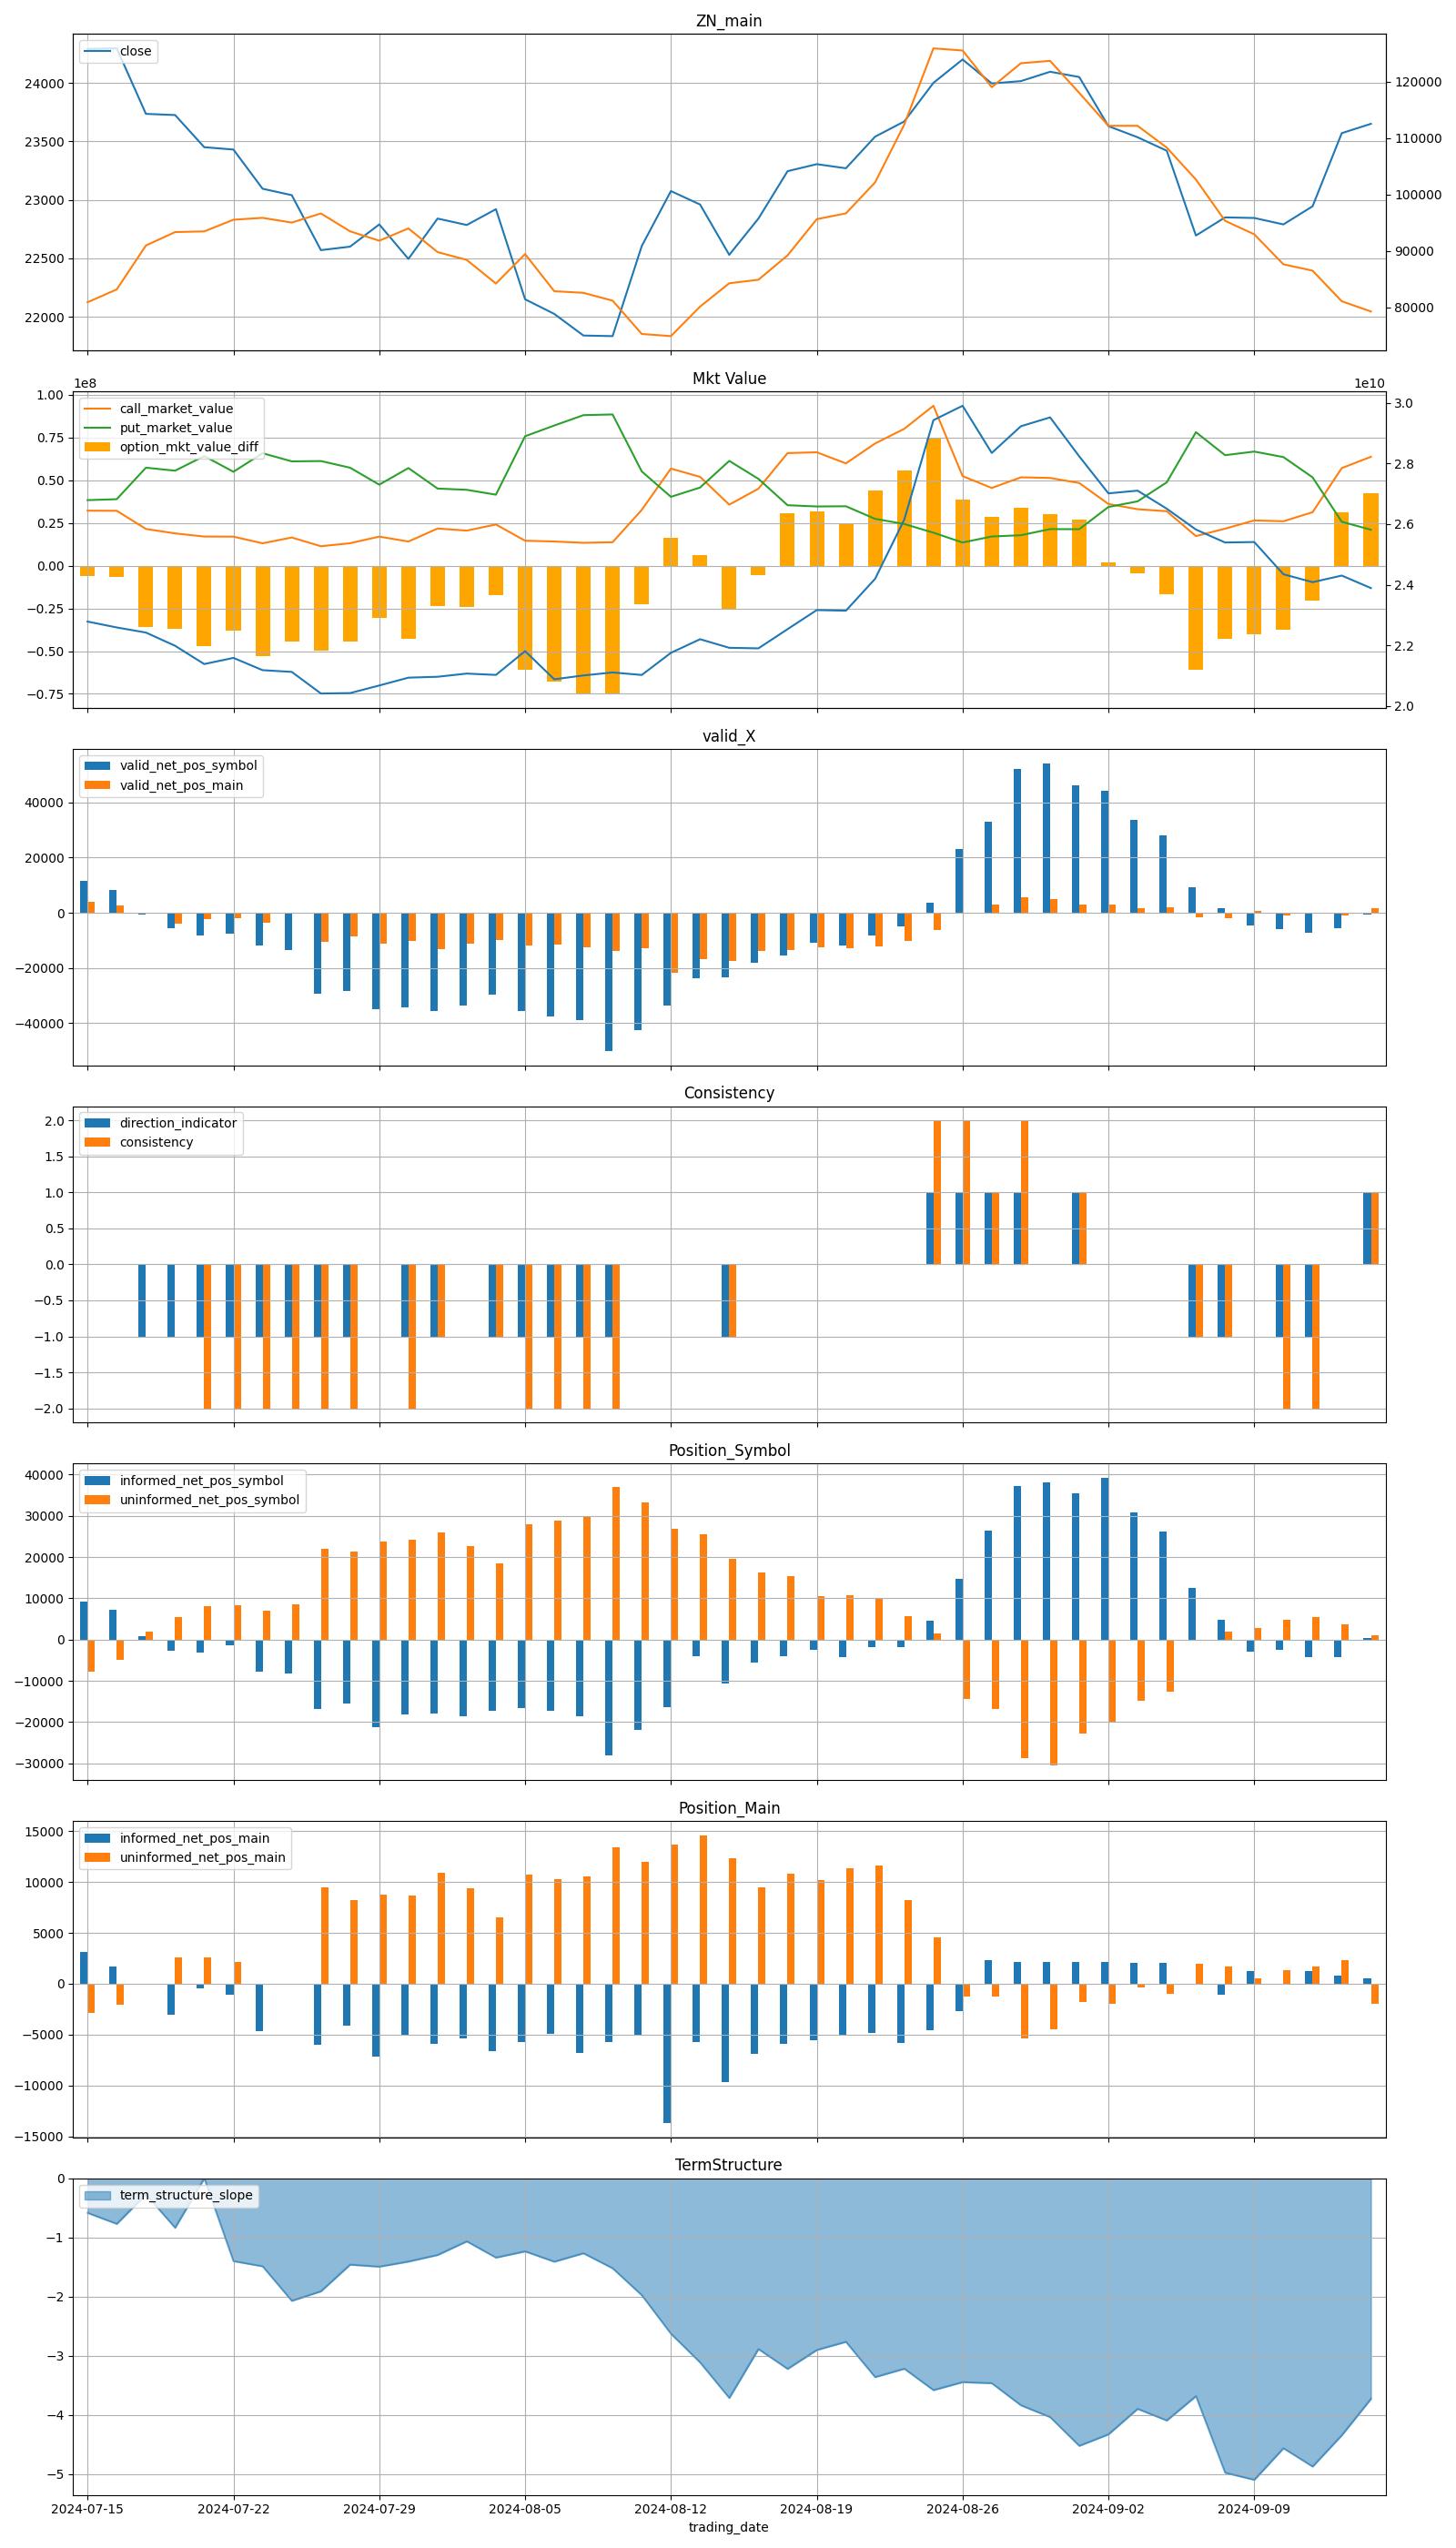 ZN_main
close
24000
23500
23000
22500
22000
120000
110000
100000
90000
80000
Mkt Value
1e8
1e10
call_market_value
put_market_value
option_mkt_value_diff
1.00
0.75
0.50
0.25
0.00
−0.25
−0.50
−0.75
3.0
2.8
2.6
2.4
2.2
2.0
valid_X
valid_net_pos_symbol
valid_net_pos_main
40000
20000
0
−20000
−40000
Consistency
direction_indicator
consistency
2.0
1.5
1.0
0.5
0.0
−0.5
−1.0
−1.5
−2.0
Position_Symbol
informed_net_pos_symbol
uninformed_net_pos_symbol
40000
30000
20000
10000
0
−10000
−20000
−30000
Position_Main
informed_net_pos_main
uninformed_net_pos_main
15000
10000
5000
0
−5000
−10000
−15000
TermStructure
term_structure_slope
0
−1
−2
−3
−4
−5
2024-07-15 2024-07-22 2024-07-29 2024-08-05 2024-08-12 2024-08-19 2024-08-26 2024-09-02 2024-09-09
trading_date